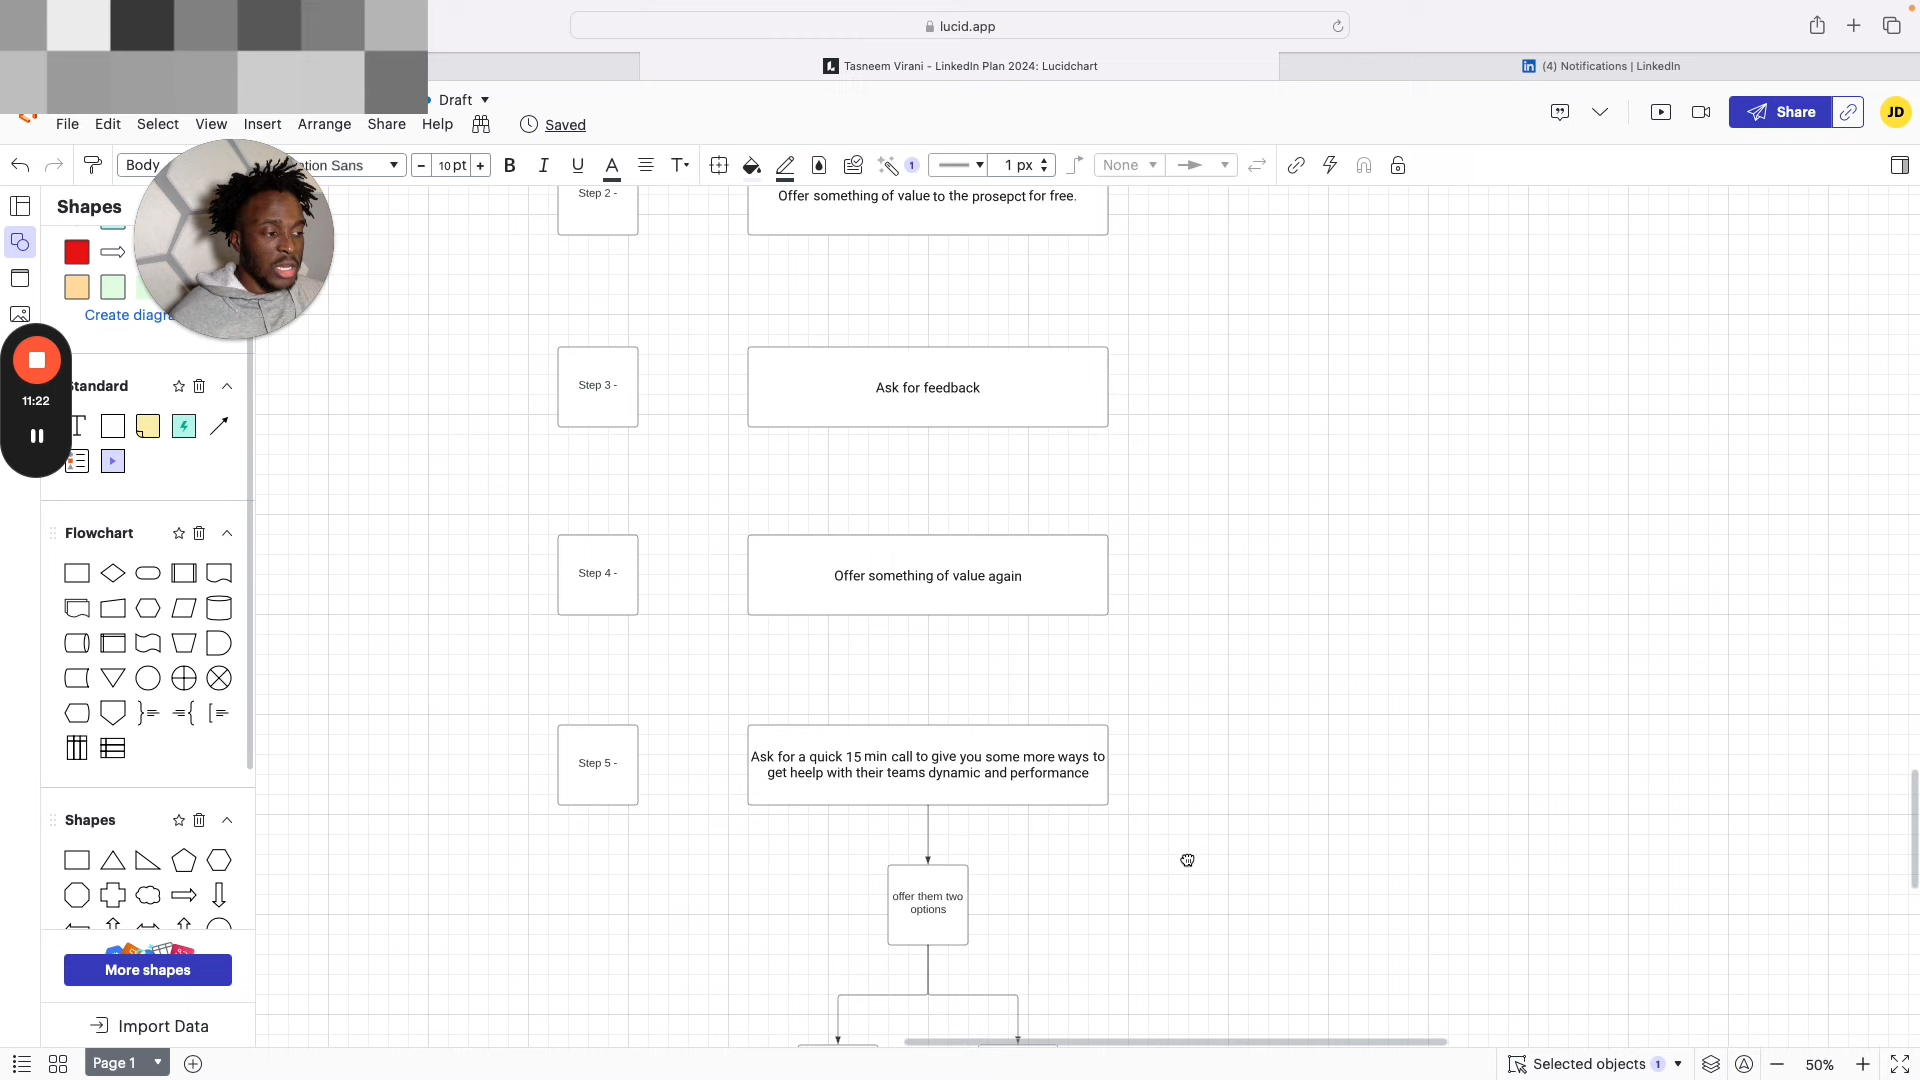 lucid.app
Tasneem Virani - LinkedIn Plan 2024: Lucidchart
(4) Notifications | LinkedIn
Draft
File Edit Select View Insert Arrange Share Help
Saved
Share
JD
Body
tion Sans
- 10 pt +
B I U A T
1
1 px
None
Shapes
Create diagra
11:22
Standard
T
Flowchart
Shapes
More shapes
Import Data
Step 2 -
Offer something of value to the prosepct for free.
Step 3 -
Ask for feedback
Step 4 -
Offer something of value again
Step 5 -
Ask for a quick 15 min call to give you some more ways to
get heelp with their teams dynamic and performance
offer them two
options
Page 1
Selected objects 1
50%